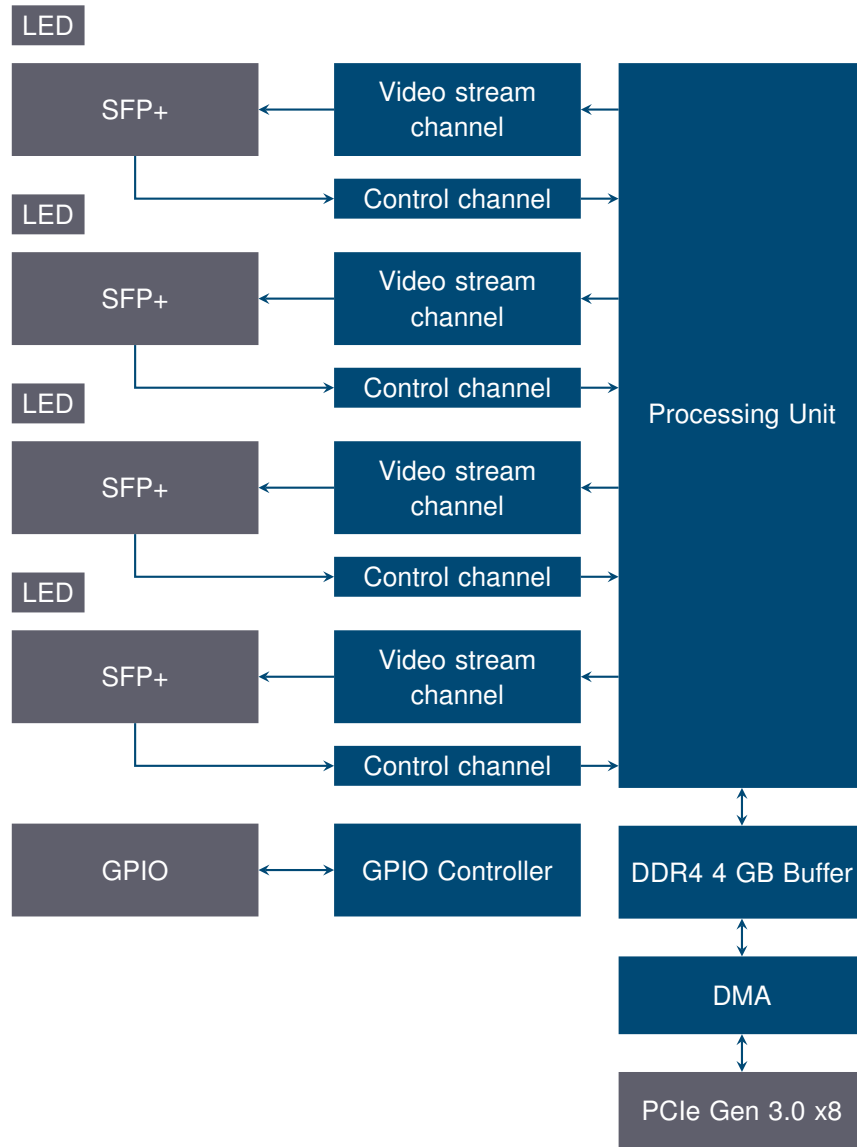 LED
SFP+
Video stream
channel
Control channel
LED
SFP+
Video stream
channel
Control channel
LED
SFP+
Video stream
channel
Control channel
Processing Unit
LED
SFP+
Video stream
channel
Control channel
GPIO
GPIO Controller
DDR4 4 GB Buffer
DMA
PCIe Gen 3.0 x8